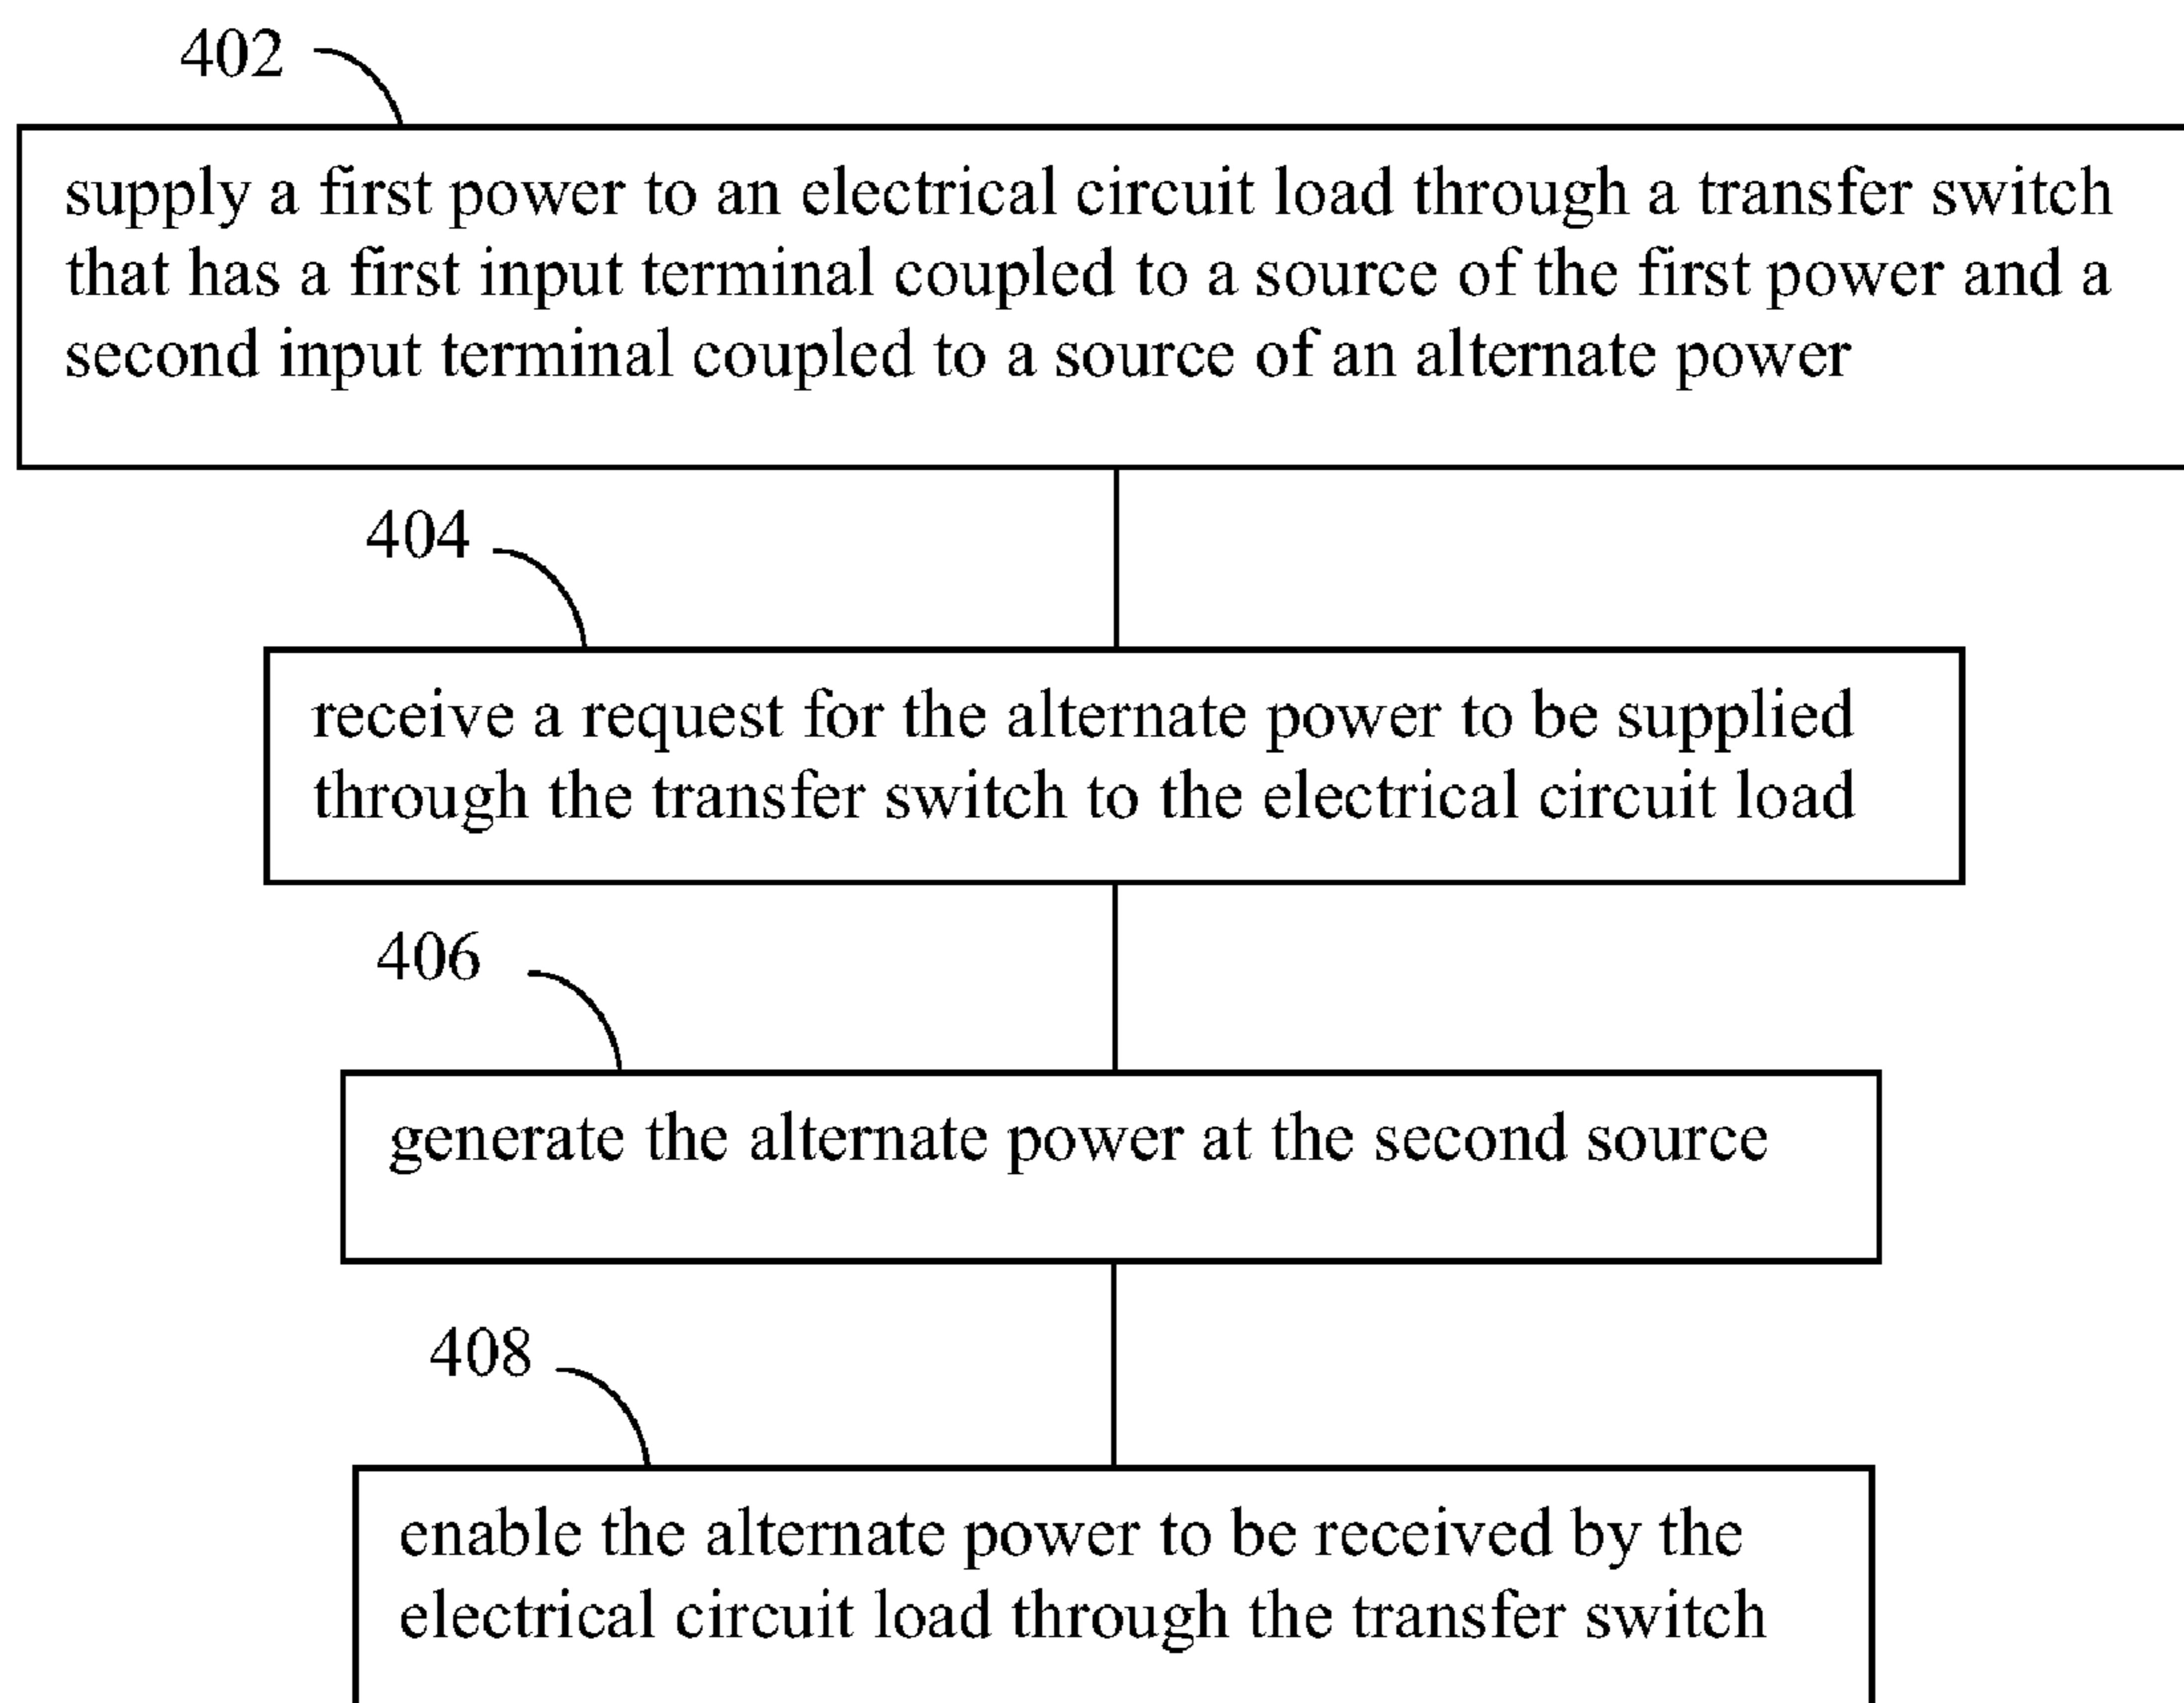 402
supply a first power to an electrical circuit load through a transfer switch
that has a first input terminal coupled to a source of the first power and a
second input terminal coupled to a source of an alternate power
404
receive a request for the alternate power to be supplied
through the transfer switch to the electrical circuit load
406
generate the alternate power at the second source
408
enable the alternate power to be received by the
electrical circuit load through the transfer switch